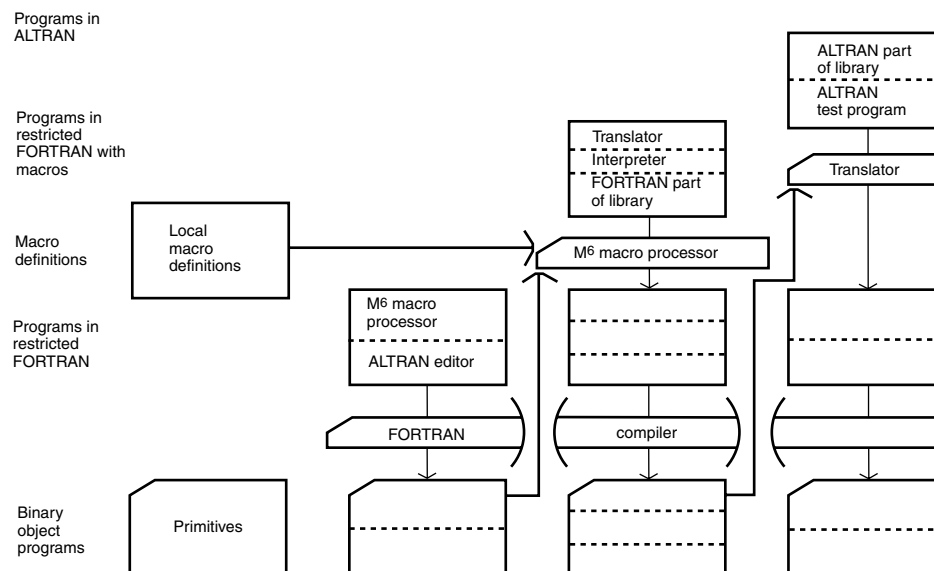 Programs in
ALTRAN
ALTRAN part
of library
ALTRAN
test program
Programs in
restricted
FORTRAN with
macros
Translator
Interpreter
FORTRAN part
of library
Translator
Local
macro
definitions
Macro
definitions
M6 macro processor
Programs in
restricted
FORTRAN
M6 macro
processor
ALTRAN editor
FORTRAN
compiler
Binary
object
programs
Primitives